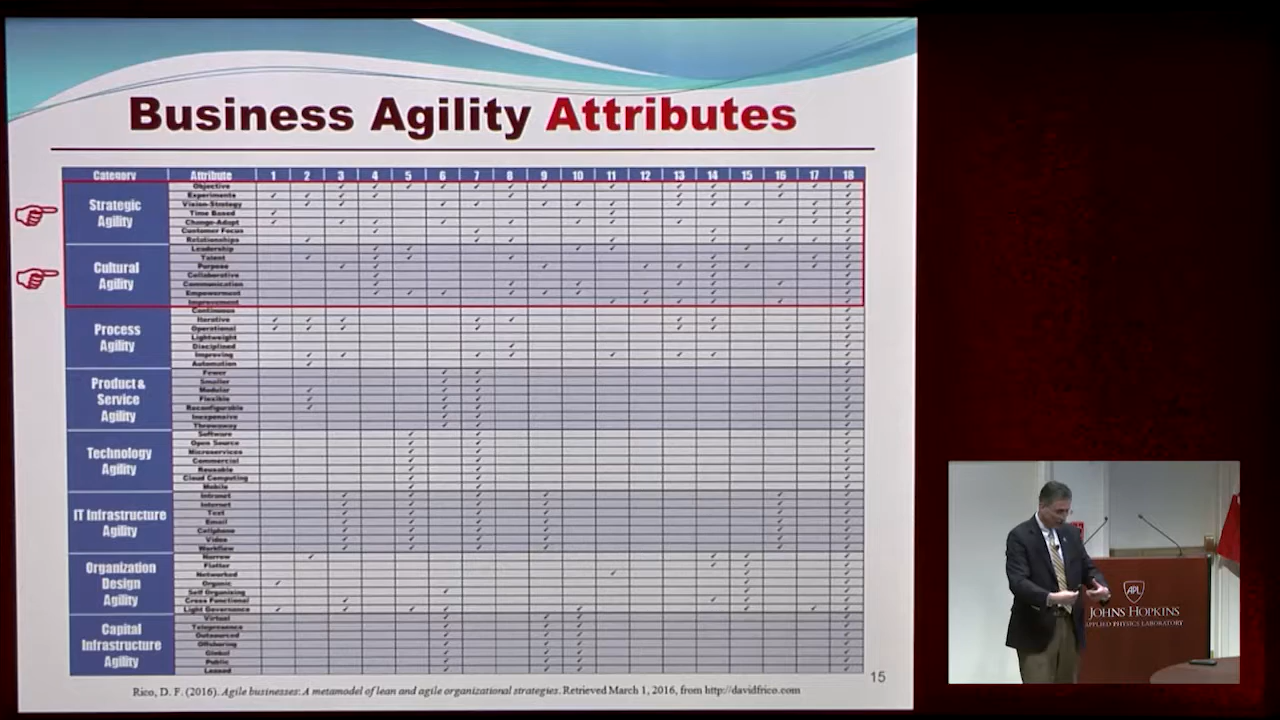 Business Agility Attributes
Category Attribute 1 2 3 4 5 6 7 8 9 10 11 12 13 14 15 16 17 18
Strategic Agility
Objective
Experiments
Vision-Strategy
Time Based
Change-Adapt
Customer Focus
Relationships
Cultural Agility
Leadership
Talent
Purpose
Collaborative
Communication
Empowerment
Improvement
Process Agility
Continuous
Iterative
Operational
Lightweight
Disciplined
Improving
Automation
Product & Service Agility
Fewer
Smaller
Modular
Flexible
Reconfigurable
Inexpensive
Throwaway
Technology Agility
Software
Open Source
Microservices
Commercial
Reusable
Cloud Computing
Mobile
IT Infrastructure Agility
Intranet
Internet
Text
Email
Cellphone
Video
Workflow
Organization Design Agility
Narrow
Flatter
Networked
Organic
Self Organizing
Cross Functional
Light Governance
Capital Infrastructure Agility
Virtual
Telepresence
Outsourced
Offshoring
Global
Public
Leased
15
Rico, D. F. (2016). Agile businesses: A metamodel of lean and agile organizational strategies. Retrieved March 1, 2016, from http://davidfrico.com
APL
JOHNS HOPKINS
APPLIED PHYSICS LABORATORY